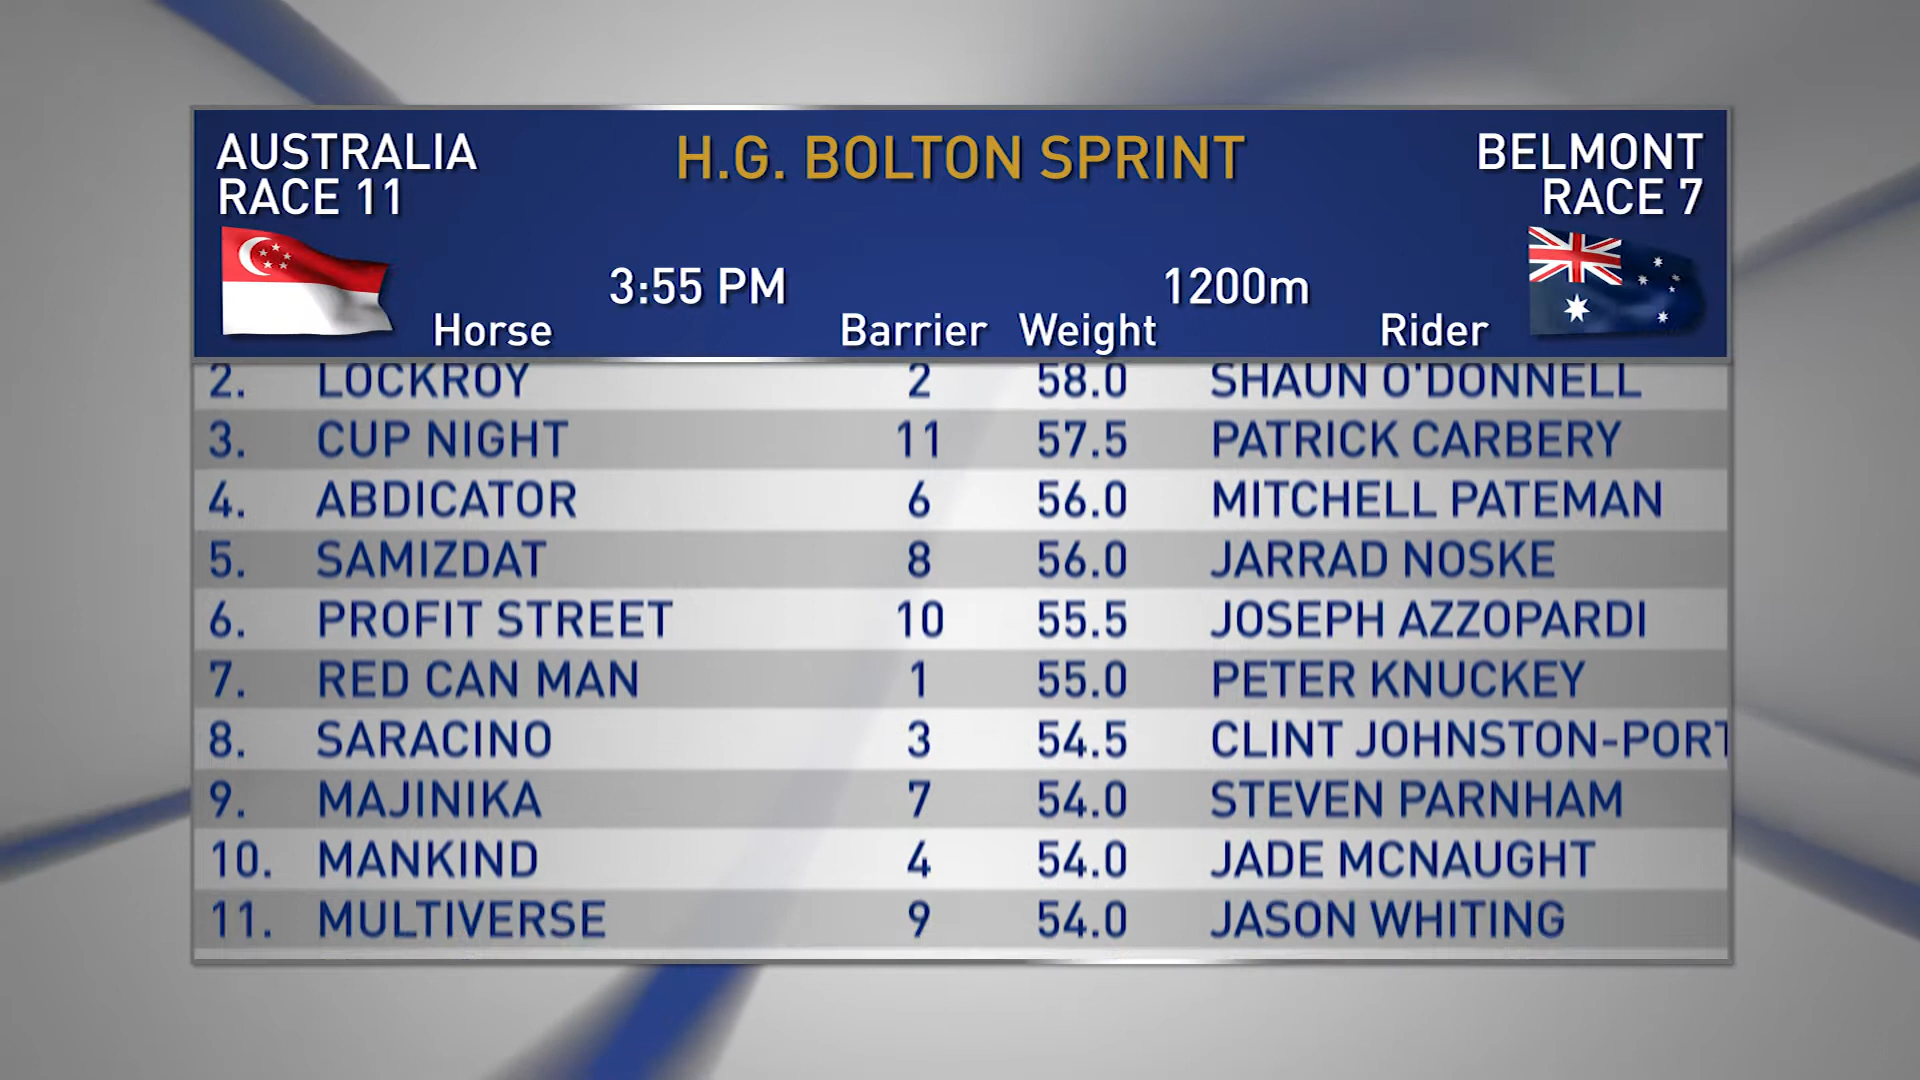 AUSTRALIA
RACE 11
H.G. BOLTON SPRINT
BELMONT
RACE 7
3:55 PM 1200m
Horse Barrier Weight Rider
2. LOCKROY 2 58.0 SHAUN O'DONNELL
3. CUP NIGHT 11 57.5 PATRICK CARBERY
4. ABDICATOR 6 56.0 MITCHELL PATEMAN
5. SAMIZDAT 8 56.0 JARRAD NOSKE
6. PROFIT STREET 10 55.5 JOSEPH AZZOPARDI
7. RED CAN MAN 1 55.0 PETER KNUCKEY
8. SARACINO 3 54.5 CLINT JOHNSTON-PORT
9. MAJINIKA 7 54.0 STEVEN PARNHAM
10. MANKIND 4 54.0 JADE MCNAUGHT
11. MULTIVERSE 9 54.0 JASON WHITING